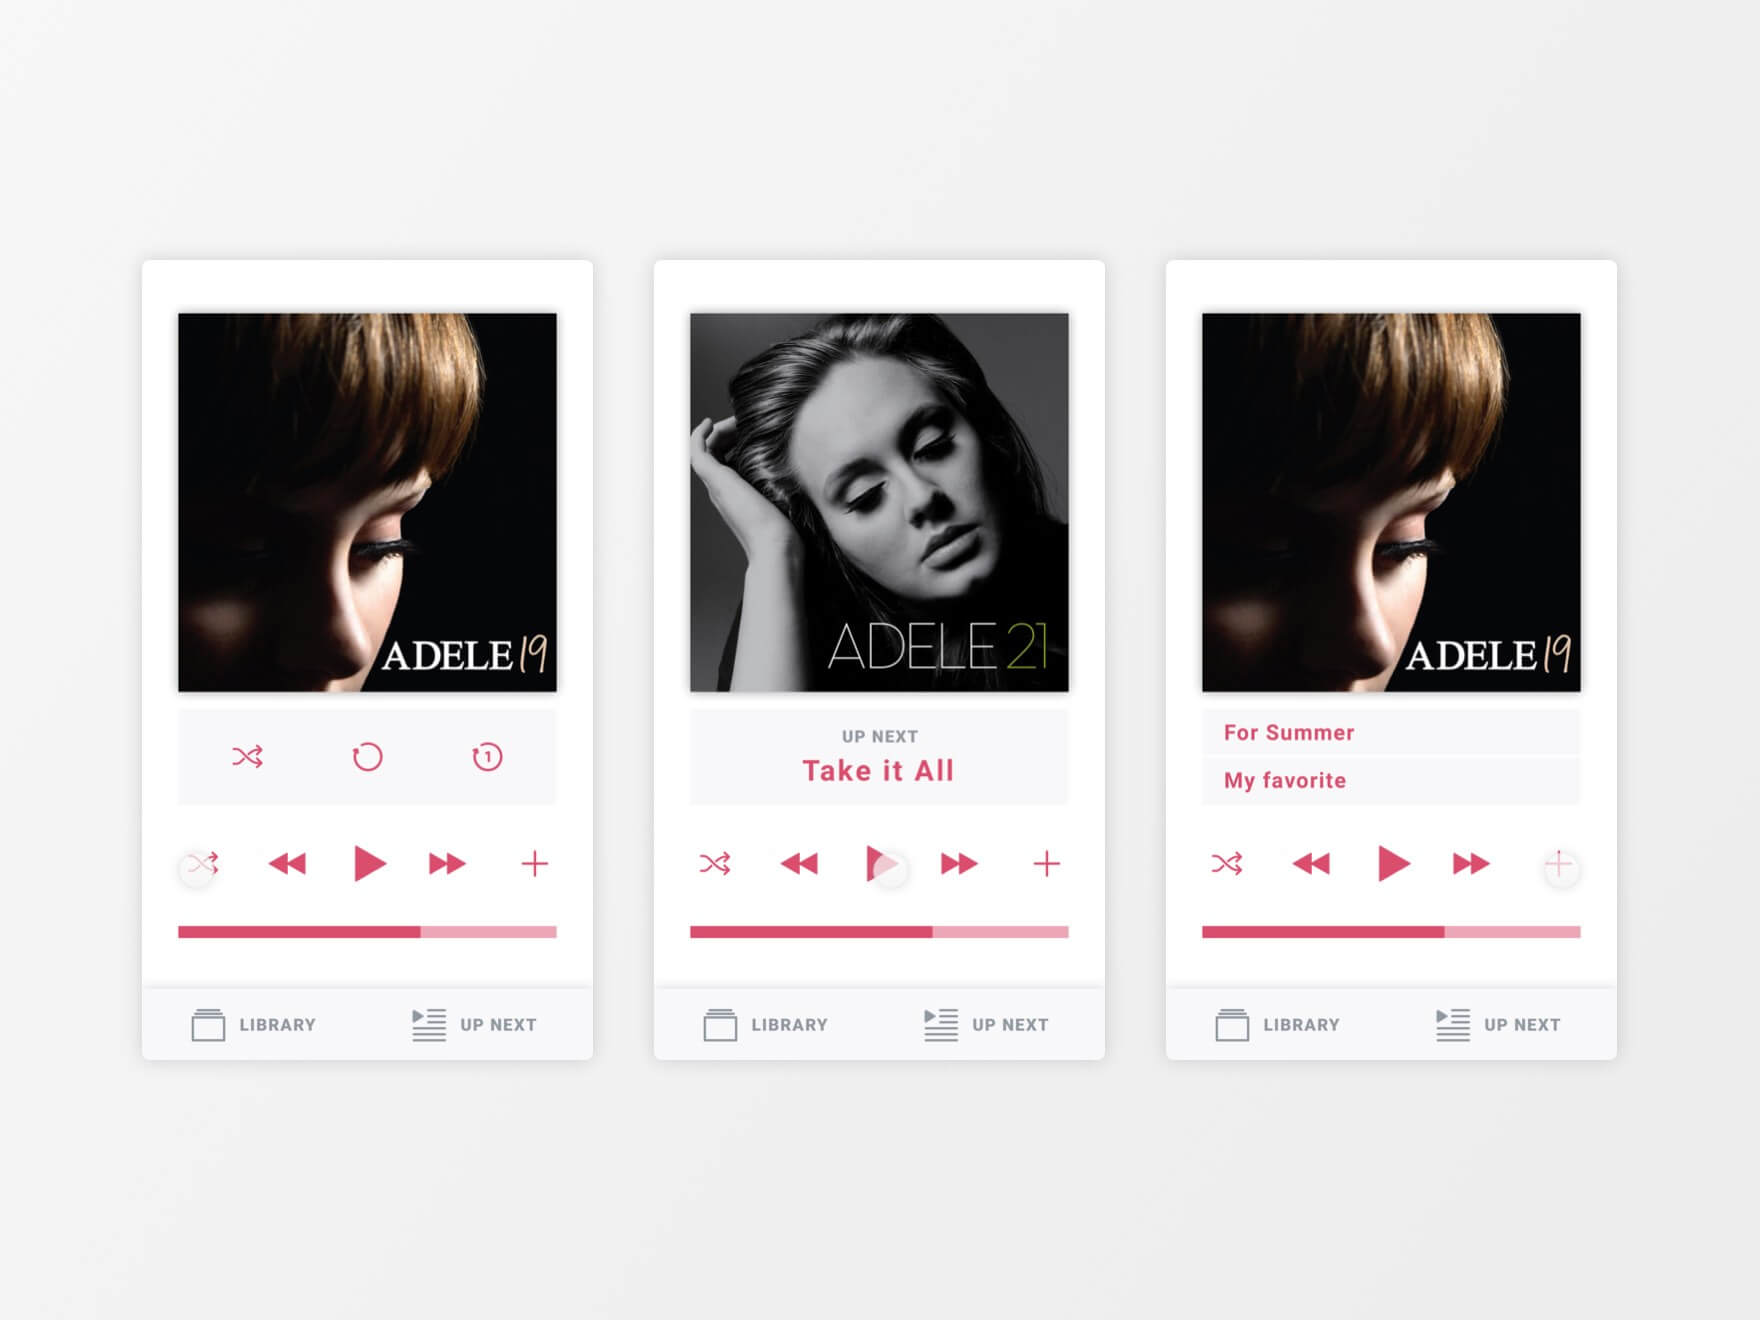 ADELE 19
1
LIBRARY
UP NEXT
ADELE 21
UP NEXT
Take it All
LIBRARY
UP NEXT
ADELE 19
For Summer
My favorite
LIBRARY
UP NEXT